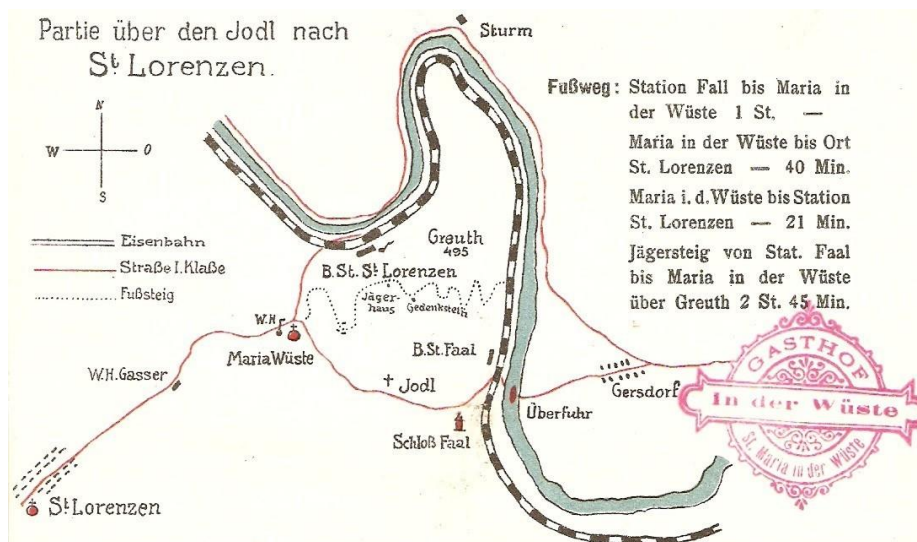 Partie über den Jodl nach
St. Lorenzen.
N
W
O
S
Eisenbahn
Straße I. Klaße
Fußsteig
Sturm
Fußweg: Station Fall bis Maria in
der Wüste 1 St. —
Maria in der Wüste bis Ort
St. Lorenzen — 40 Min.
Maria i. d. Wüste bis Station
St. Lorenzen — 21 Min.
Jägersteig von Stat. Faal
bis Maria in der Wüste
über Greuth 2 St. 45 Min.
Greuth
495
B. St. St. Lorenzen
Jäger-
haus
Gedenkstein
W.H.
Maria Wüste
B. St. Faal
W.H. Gasser
Jodl
Schloß Faal
Überfuhr
Gersdorf
St. Lorenzen
GASTHOF
In der Wüste
St. Maria in der Wüste